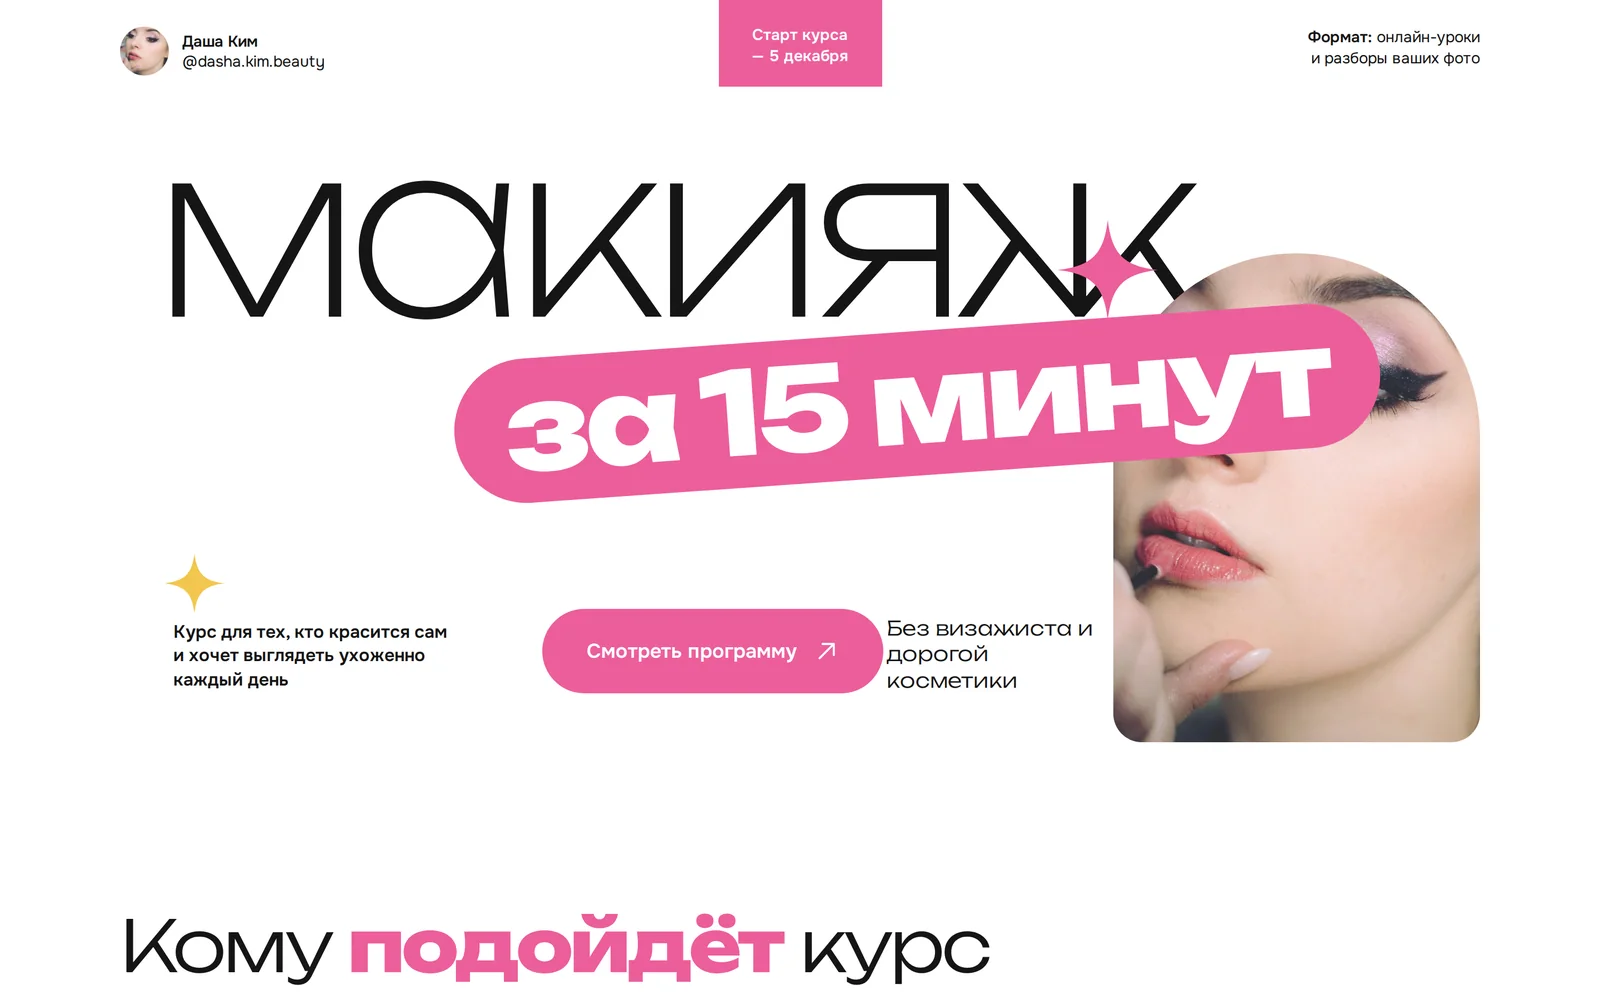 Даша Ким
@dasha.kim.beauty
Старт курса
— 5 декабря
Формат: онлайн-уроки
и разборы ваших фото
макияж
за 15 минут
Курс для тех, кто красится сам
и хочет выглядеть ухоженно
каждый день
Смотреть программу
Без визажиста и
дорогой
косметики
Кому подойдёт курс